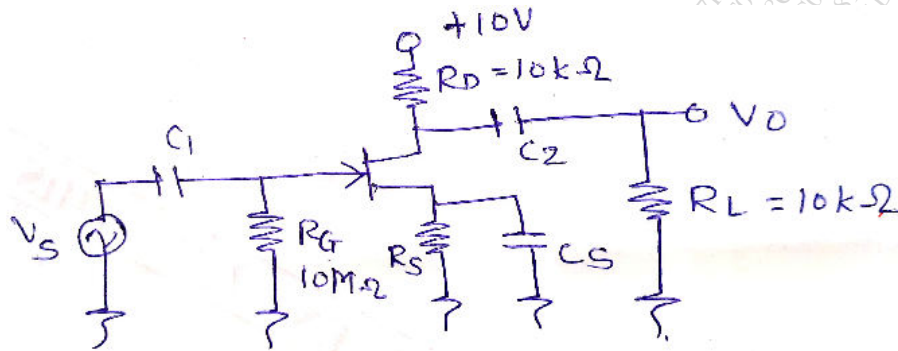 +10V
RD = 10kΩ
C1
C2
VO
VS
RG
10MΩ
RS
CS
RL = 10kΩ